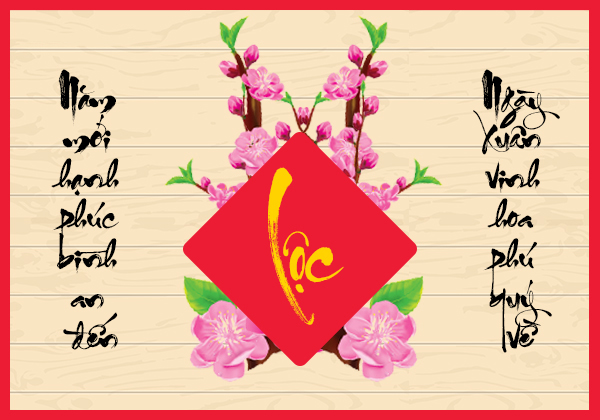 Năm
mới
hạnh
phúc
bình
an
đến
Lộc
Ngày
Xuân
vinh
hoa
phú
quý
về